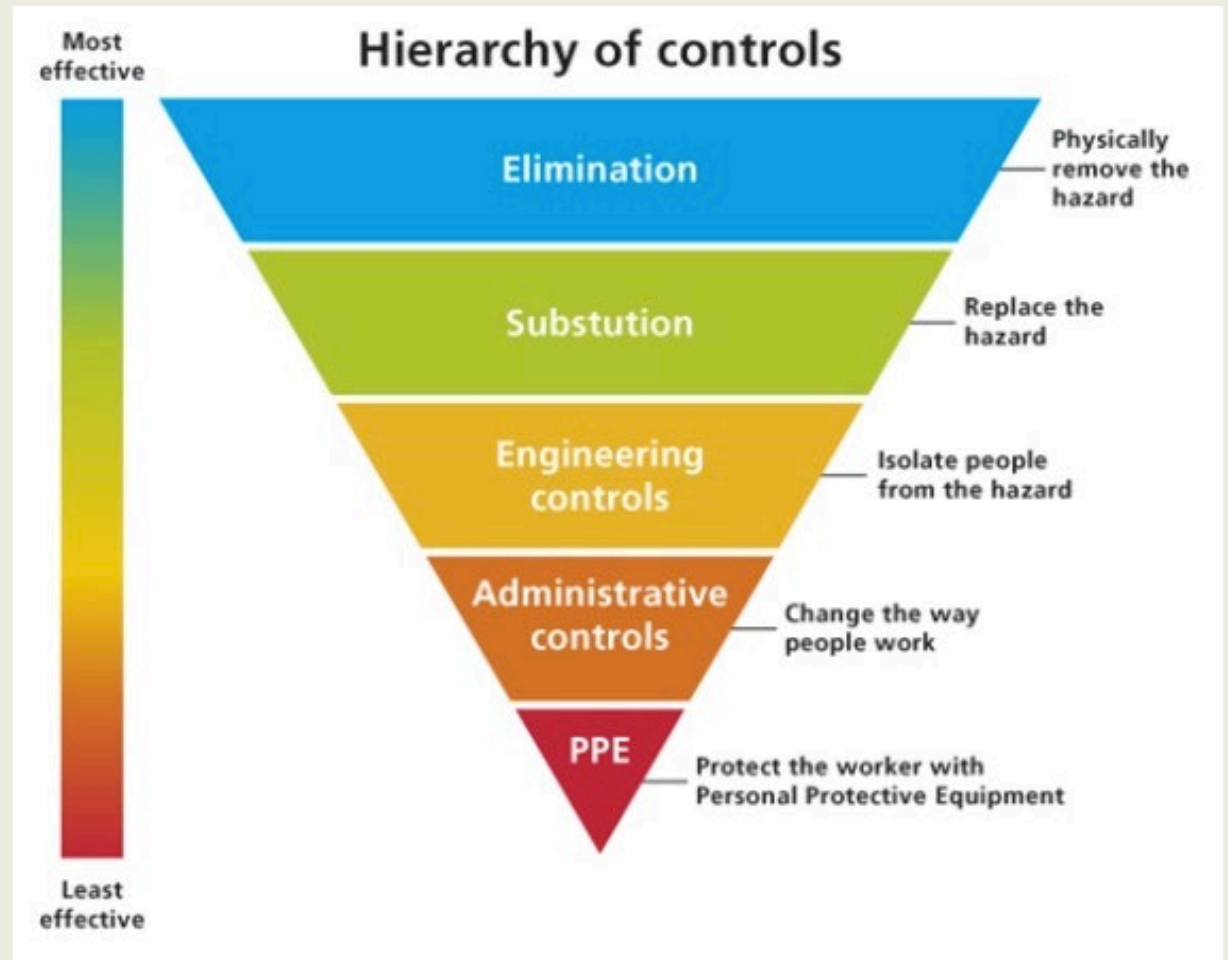 Hierarchy of controls
Most
effective
Elimination
Physically
remove the
hazard
Substution
Replace the
hazard
Engineering
controls
Isolate people
from the hazard
Administrative
controls
Change the way
people work
PPE
Protect the worker with
Personal Protective Equipment
Least
effective